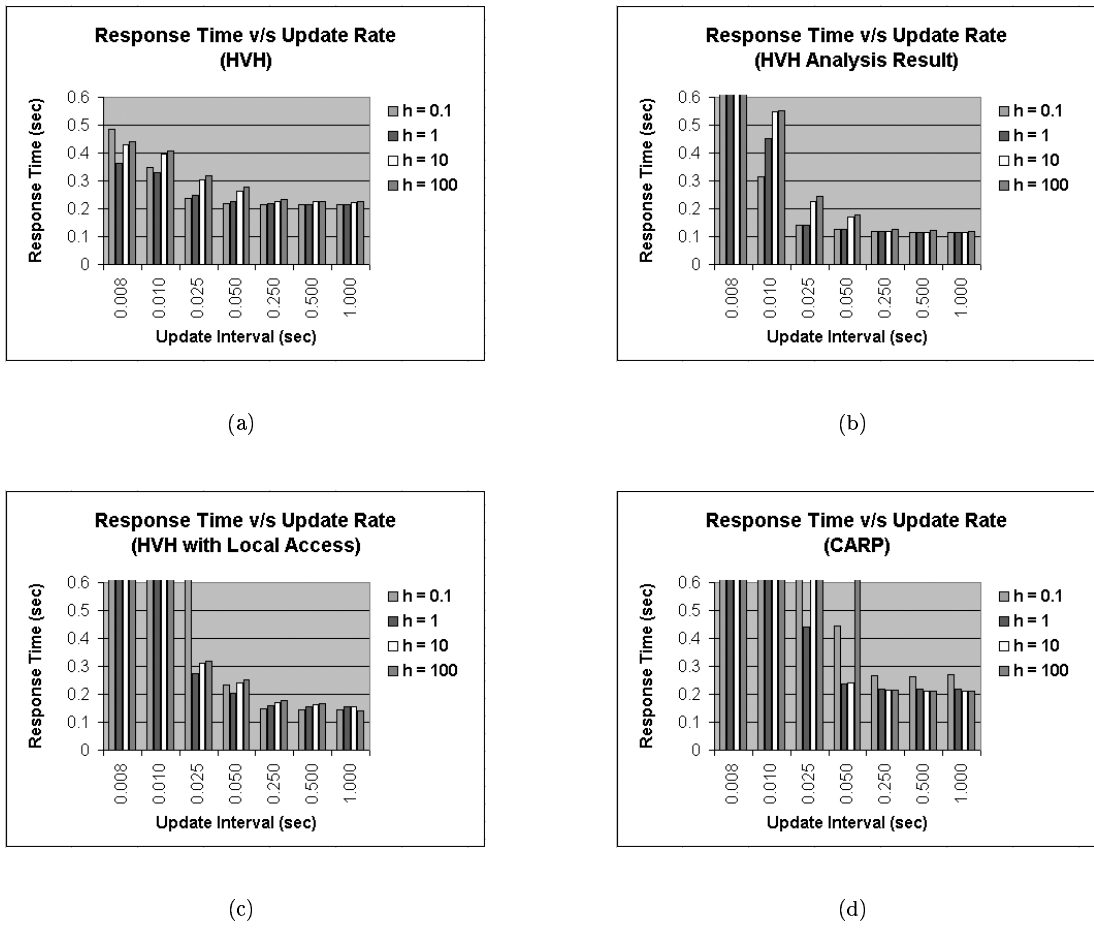 Response Time v/s Update Rate
(HVH)
Response Time (sec)
0.6
0.5
0.4
0.3
0.2
0.1
0
0.008
0.010
0.025
0.050
0.250
0.500
1.000
Update Interval (sec)
h = 0.1
h = 1
h = 10
h = 100
(a)
Response Time v/s Update Rate
(HVH Analysis Result)
Response Time (sec)
0.6
0.5
0.4
0.3
0.2
0.1
0
0.008
0.010
0.025
0.050
0.250
0.500
1.000
Update Interval (sec)
h = 0.1
h = 1
h = 10
h = 100
(b)
Response Time v/s Update Rate
(HVH with Local Access)
Response Time (sec)
0.6
0.5
0.4
0.3
0.2
0.1
0
0.008
0.010
0.025
0.050
0.250
0.500
1.000
Update Interval (sec)
h = 0.1
h = 1
h = 10
h = 100
(c)
Response Time v/s Update Rate
(CARP)
Response Time (sec)
0.6
0.5
0.4
0.3
0.2
0.1
0
0.008
0.010
0.025
0.050
0.250
0.500
1.000
Update Interval (sec)
h = 0.1
h = 1
h = 10
h = 100
(d)